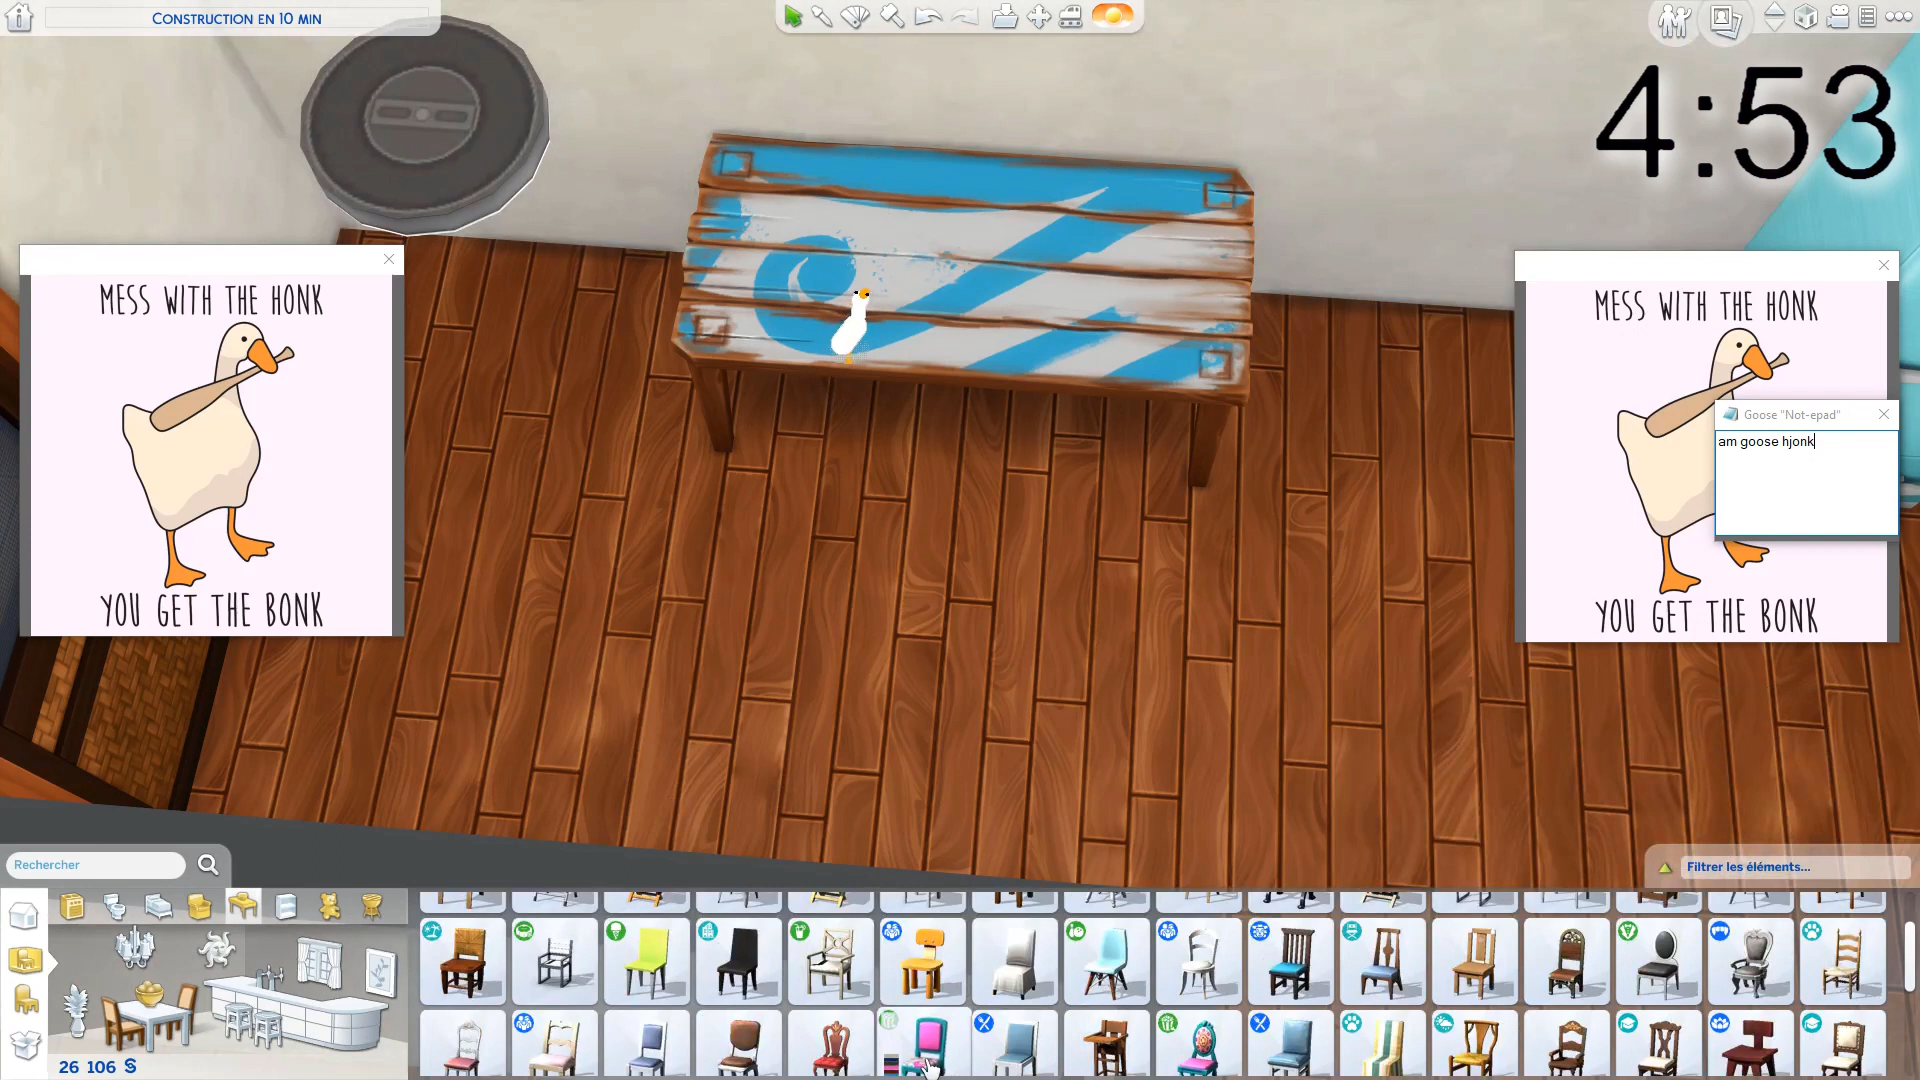 CONSTRUCTION EN 10 MIN
4:53
MESS WITH THE HONK
YOU GET THE BONK
MESS WITH THE HONK
Goose "Not-epad"
am goose hjonk
YOU GET THE BONK
Rechercher
Filtrer les éléments...
26 106 §